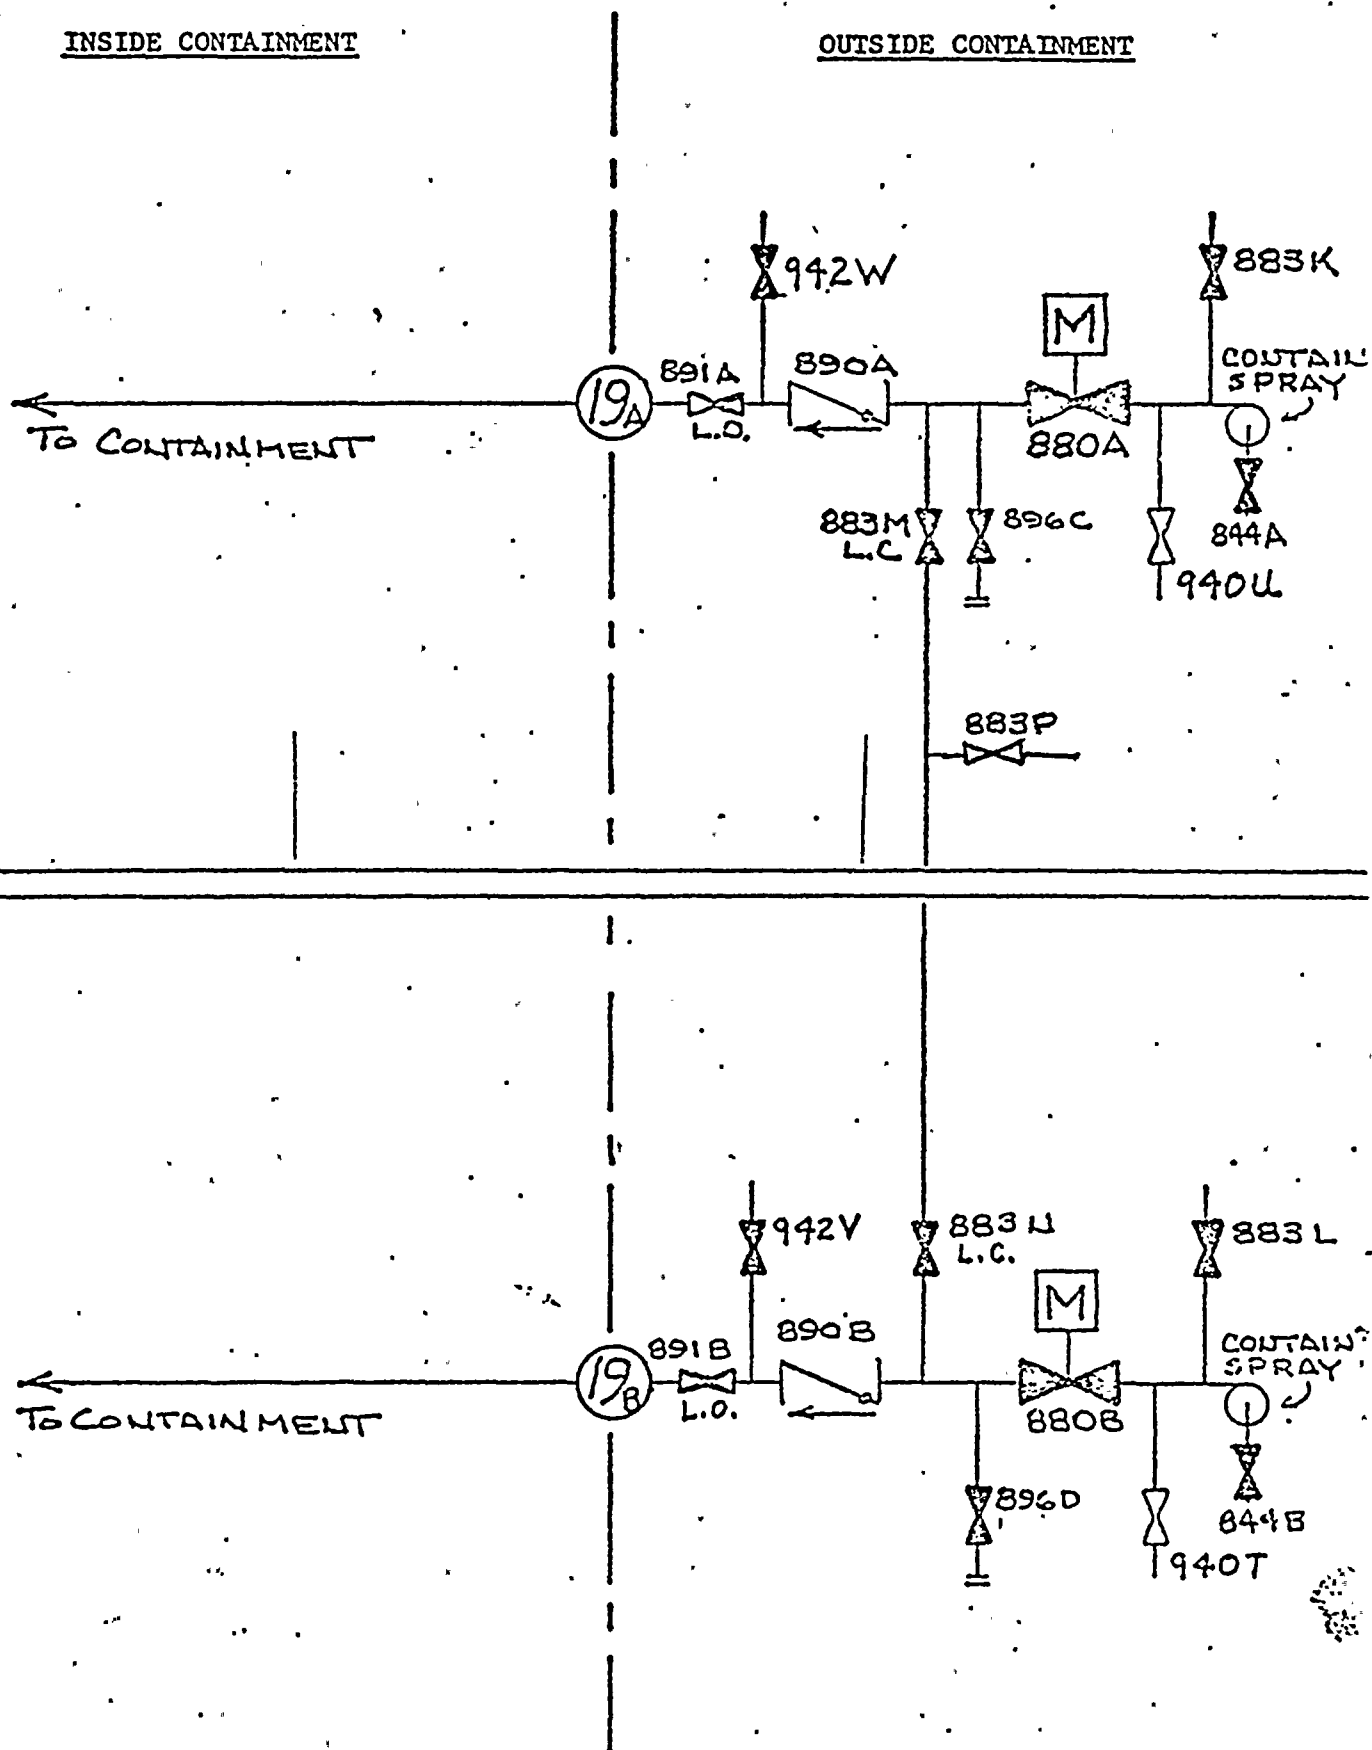 INSIDE CONTAINMENT
OUTSIDE CONTAINMENT
942W
883K
M
CONTAIN'
SPRAY
891A
L.O.
890A
19A
880A
TO CONTAINMENT
883M
L.C
896C
844A
940U
883P
942V
883N
L.C.
883L
M
CONTAIN'
SPRAY
891B
L.O.
890B
19B
880B
TO CONTAINMENT
896D
844B
940T